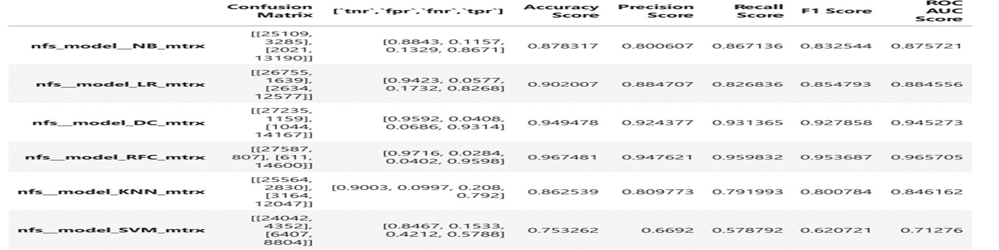 Confusion Matrix [`tnr`,`fpr`,`fnr`,`tpr`] Accuracy Score Precision Score Recall Score F1 Score ROC AUC Score
nfs_model__NB_mtrx [[25109, 3285], [2021, 13190]] [0.8843, 0.1157, 0.1329, 0.8671] 0.878317 0.800607 0.867136 0.832544 0.875721
nfs__model_LR_mtrx [[26755, 1639], [2634, 12577]] [0.9423, 0.0577, 0.1732, 0.8268] 0.902007 0.884707 0.826836 0.854793 0.884556
nfs__model_DC_mtrx [[27235, 1159], [1044, 14167]] [0.9592, 0.0408, 0.0686, 0.9314] 0.949478 0.924377 0.931365 0.927858 0.945273
nfs__model_RFC_mtrx [[27587, 807], [611, 14600]] [0.9716, 0.0284, 0.0402, 0.9598] 0.967481 0.947621 0.959832 0.953687 0.965705
nfs__model_KNN_mtrx [[25564, 2830], [3164, 12047]] [0.9003, 0.0997, 0.208, 0.792] 0.862539 0.809773 0.791993 0.800784 0.846162
nfs__model_SVM_mtrx [[24042, 4352], [6407, 8804]] [0.8467, 0.1533, 0.4212, 0.5788] 0.753262 0.6692 0.578792 0.620721 0.71276